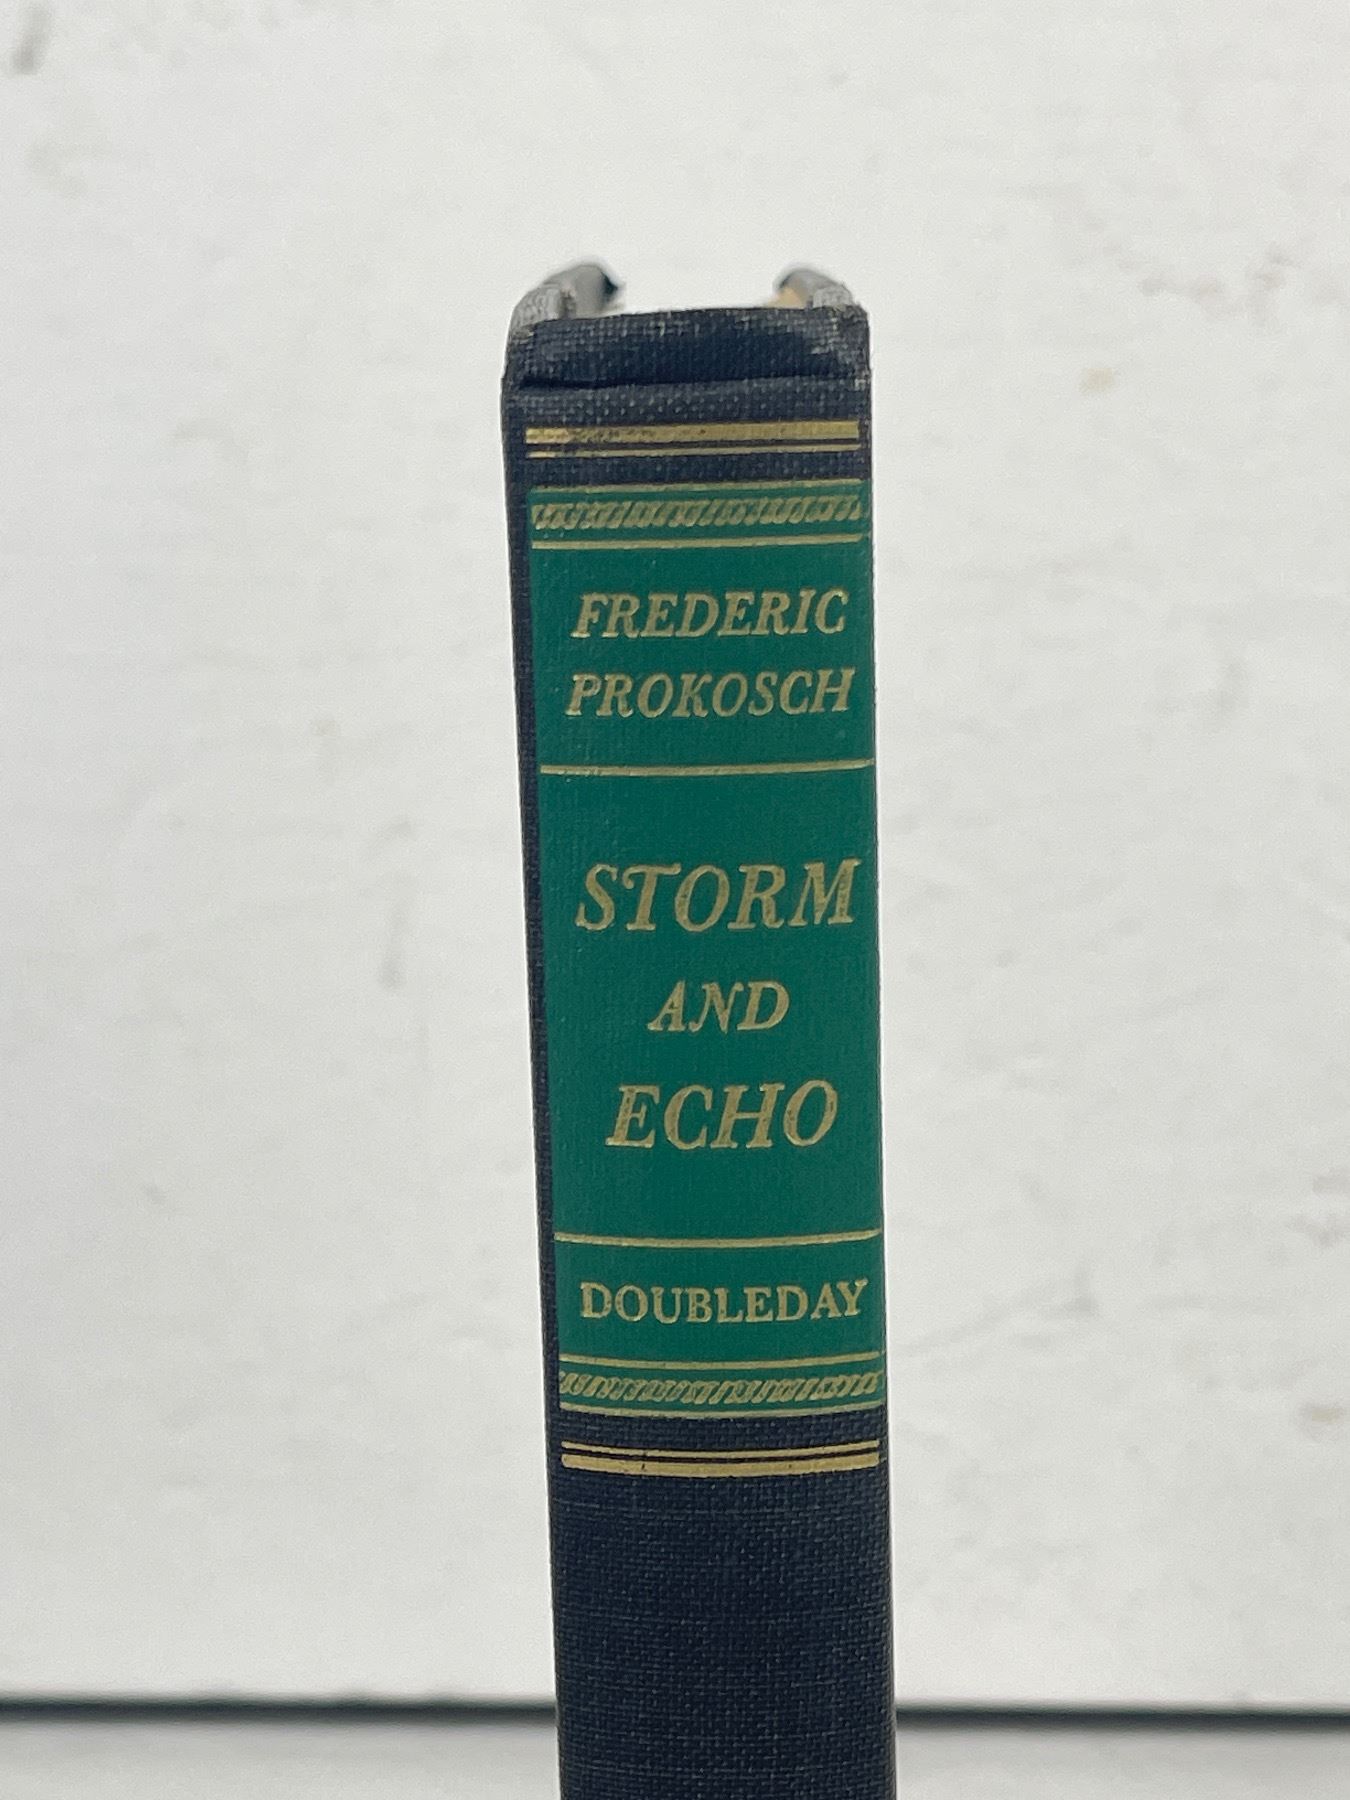 FREDERIC
PROKOSCH
STORM
AND
ECHO
DOUBLEDAY